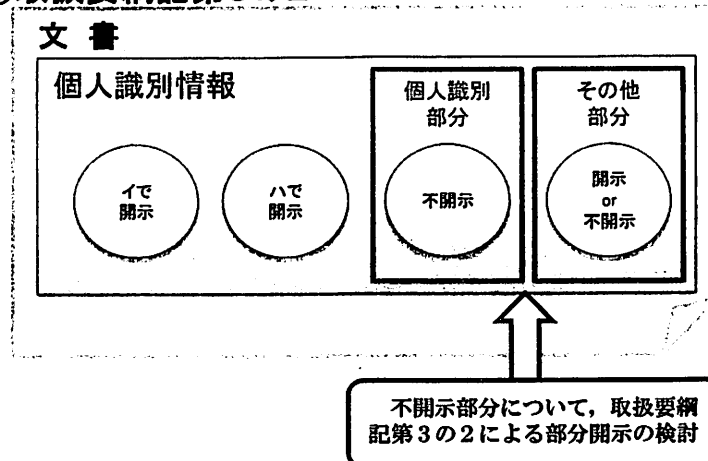 文書
個人識別情報
個人識別
部分
その他
部分
イで
開示
ハで
開示
不開示
開示
or
不開示
不開示部分について，取扱要綱
記第３の２による部分開示の検討